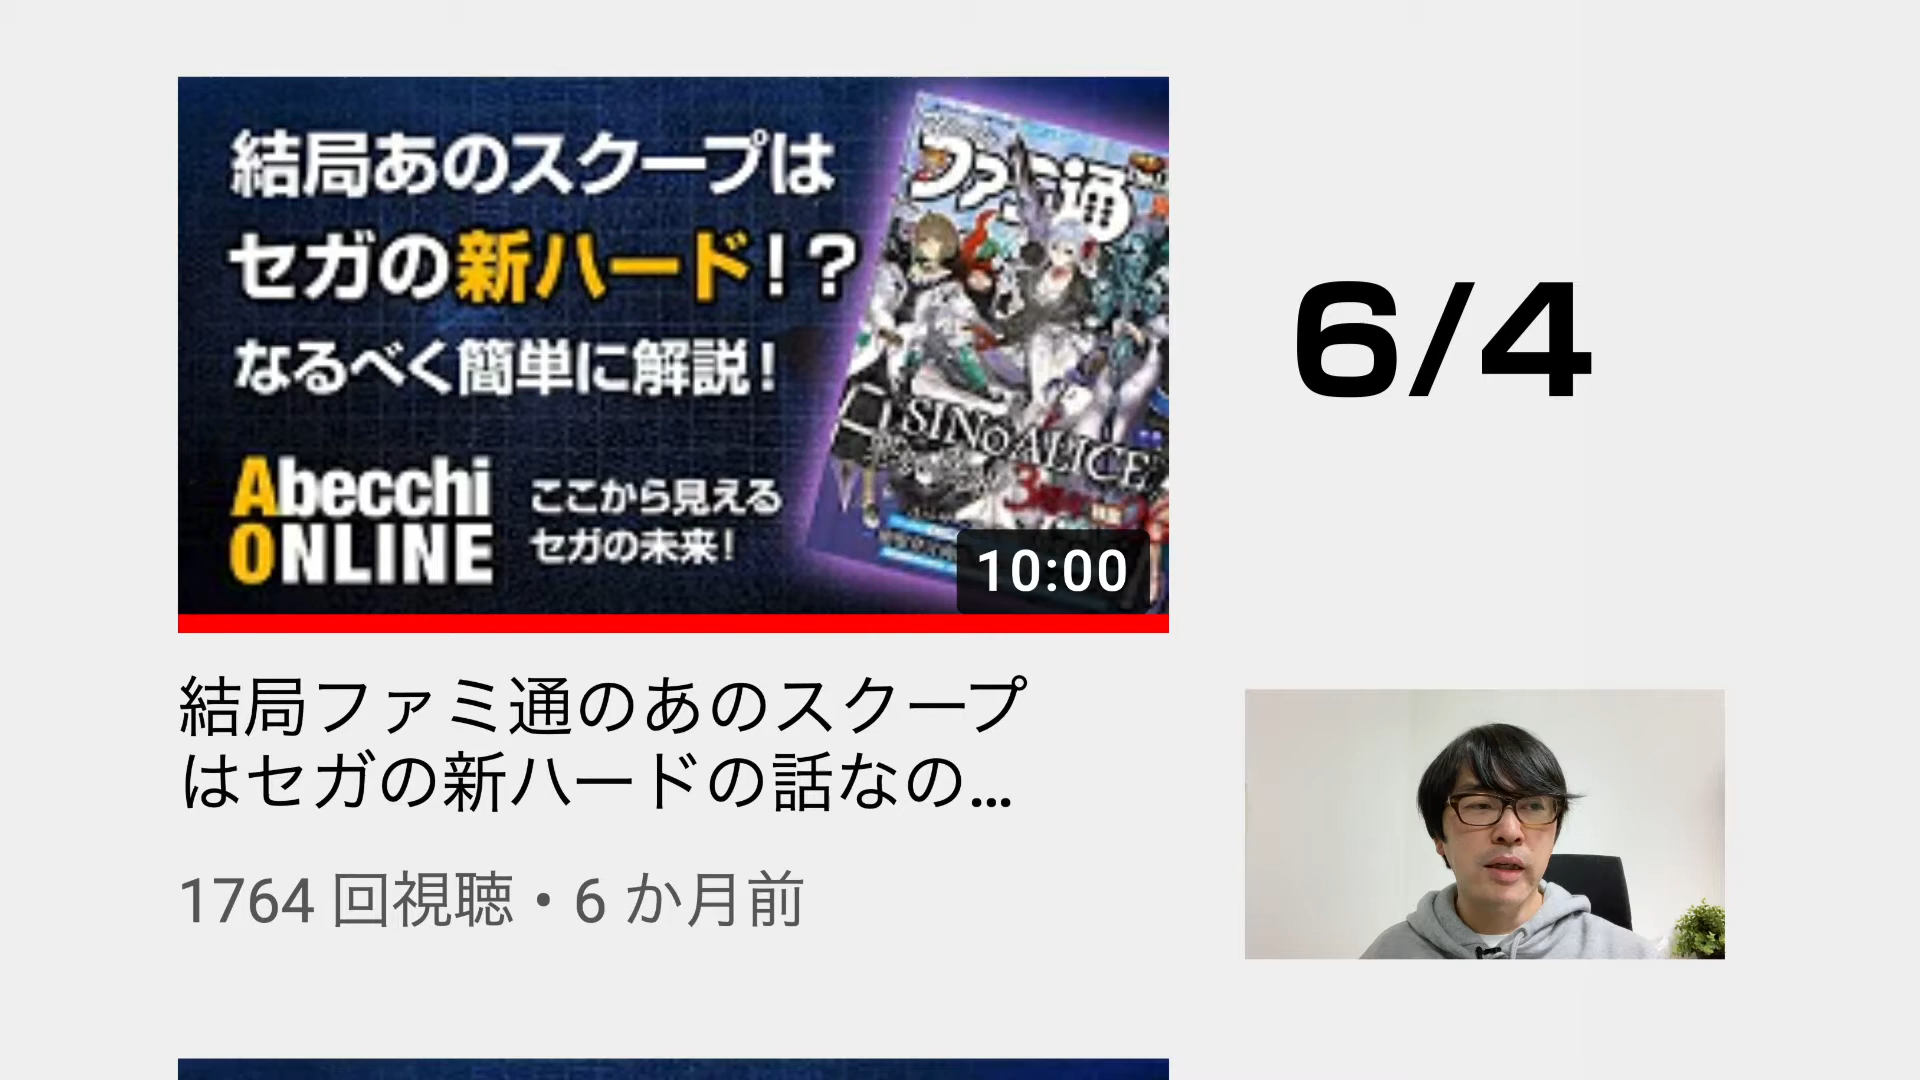 結局あのスクープは
セガの新ハード!?
なるべく簡単に解説!
Abecchi
ONLINE
ここから見える
セガの未来!
ファミ通
SINoALICE
10:00
6/4
結局ファミ通のあのスクープ
はセガの新ハードの話なの...
1764 回視聴・6 か月前